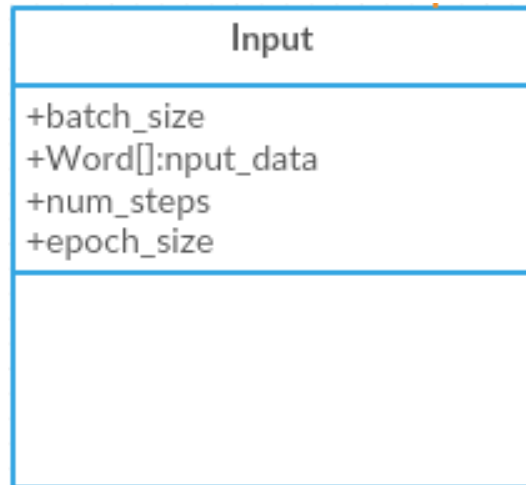 Input
+batch_size
+Word[]:nput_data
+num_steps
+epoch_size